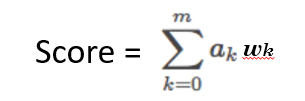 m
Score = ∑ aₖ wk
k=0